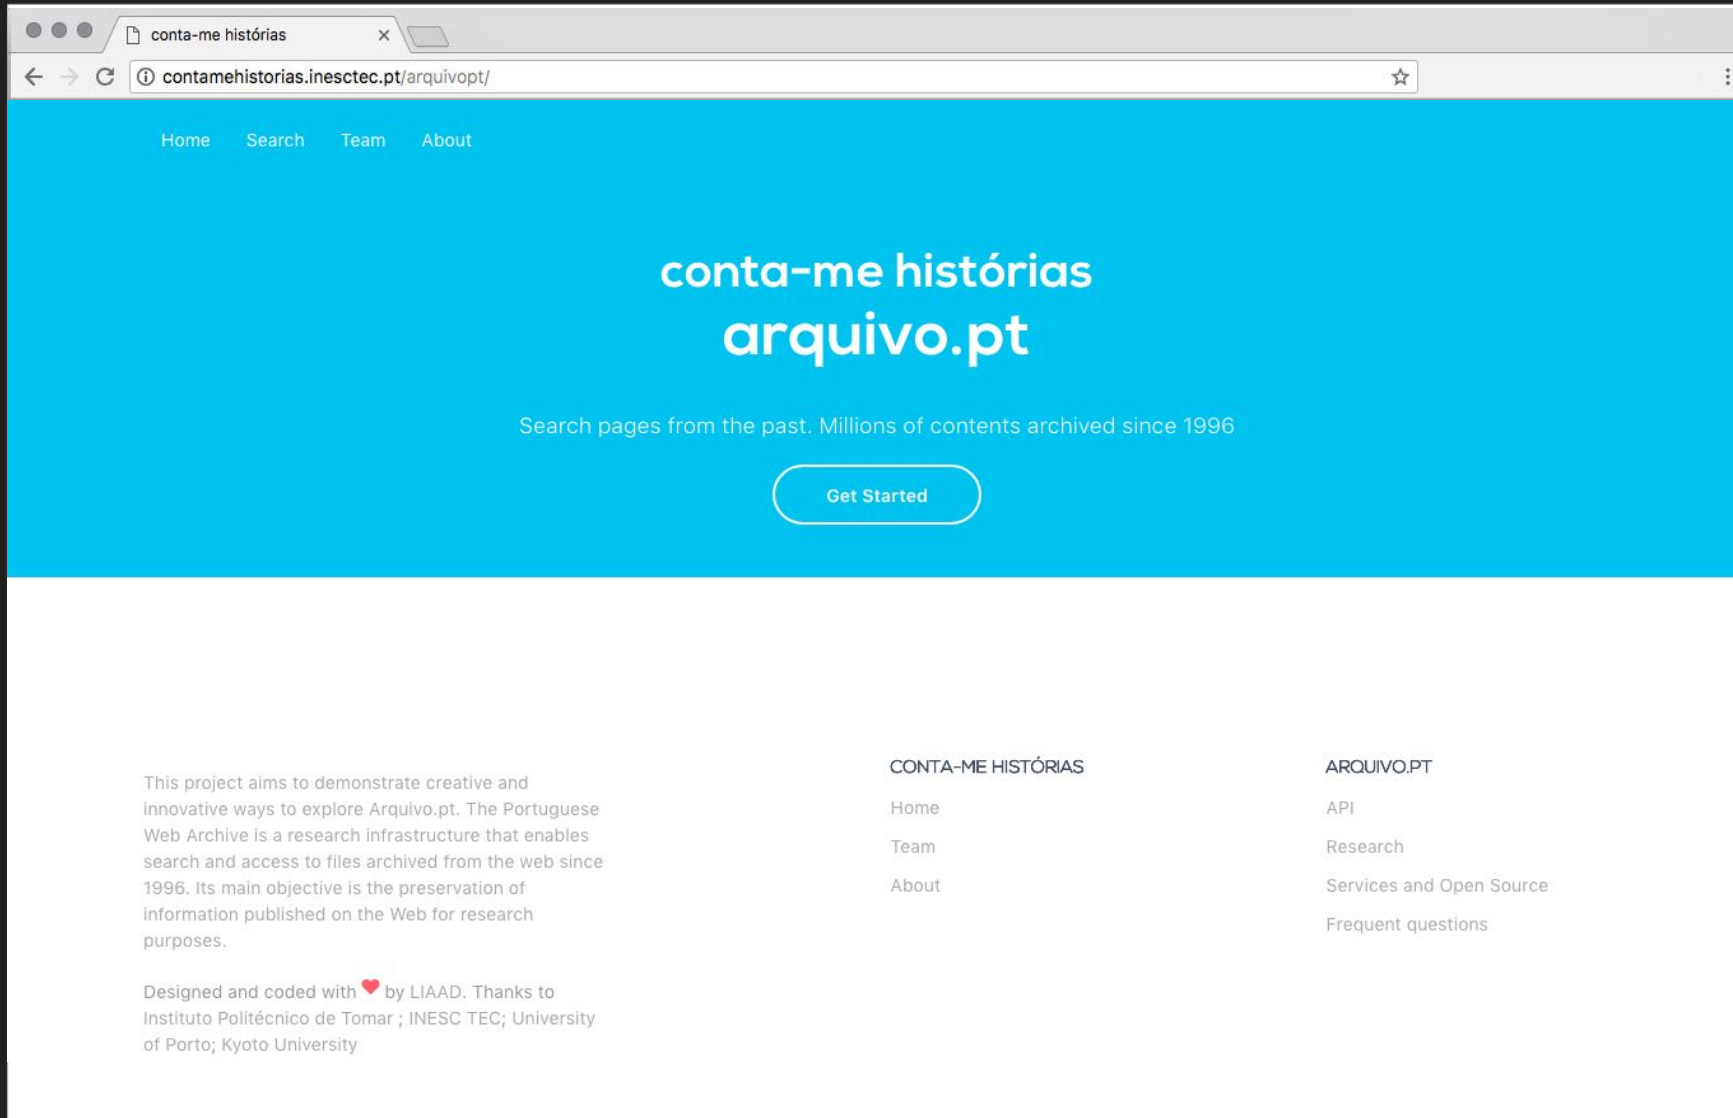 conta-me histórias
contamehistorias.inesctec.pt/arquivopt/
Home Search Team About
conta-me histórias
arquivo.pt
Search pages from the past. Millions of contents archived since 1996
Get Started
This project aims to demonstrate creative and
innovative ways to explore Arquivo.pt. The Portuguese
Web Archive is a research infrastructure that enables
search and access to files archived from the web since
1996. Its main objective is the preservation of
information published on the Web for research
purposes.
Designed and coded with ❤ by LIAAD. Thanks to
Instituto Politécnico de Tomar ; INESC TEC; University
of Porto; Kyoto University
CONTA-ME HISTÓRIAS
Home
Team
About
ARQUIVO.PT
API
Research
Services and Open Source
Frequent questions